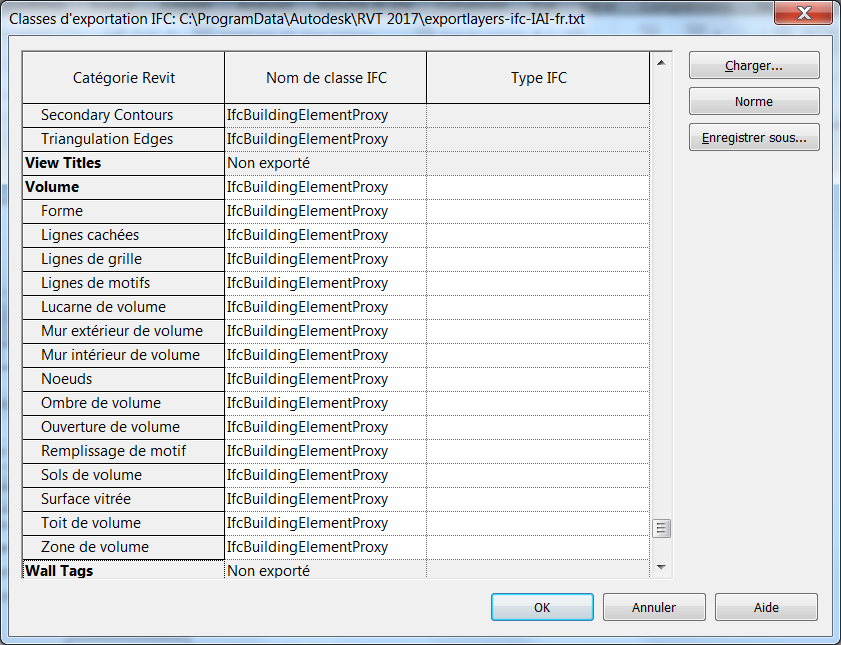 Classes d'exportation IFC: C:\ProgramData\Autodesk\RVT 2017\exportlayers-ifc-IAI-fr.txt
Catégorie Revit Nom de classe IFC Type IFC
Charger...
Norme
Enregistrer sous...
Secondary Contours IfcBuildingElementProxy
Triangulation Edges IfcBuildingElementProxy
View Titles Non exporté
Volume IfcBuildingElementProxy
Forme IfcBuildingElementProxy
Lignes cachées IfcBuildingElementProxy
Lignes de grille IfcBuildingElementProxy
Lignes de motifs IfcBuildingElementProxy
Lucarne de volume IfcBuildingElementProxy
Mur extérieur de volume IfcBuildingElementProxy
Mur intérieur de volume IfcBuildingElementProxy
Noeuds IfcBuildingElementProxy
Ombre de volume IfcBuildingElementProxy
Ouverture de volume IfcBuildingElementProxy
Remplissage de motif IfcBuildingElementProxy
Sols de volume IfcBuildingElementProxy
Surface vitrée IfcBuildingElementProxy
Toit de volume IfcBuildingElementProxy
Zone de volume IfcBuildingElementProxy
Wall Tags Non exporté
OK Annuler Aide